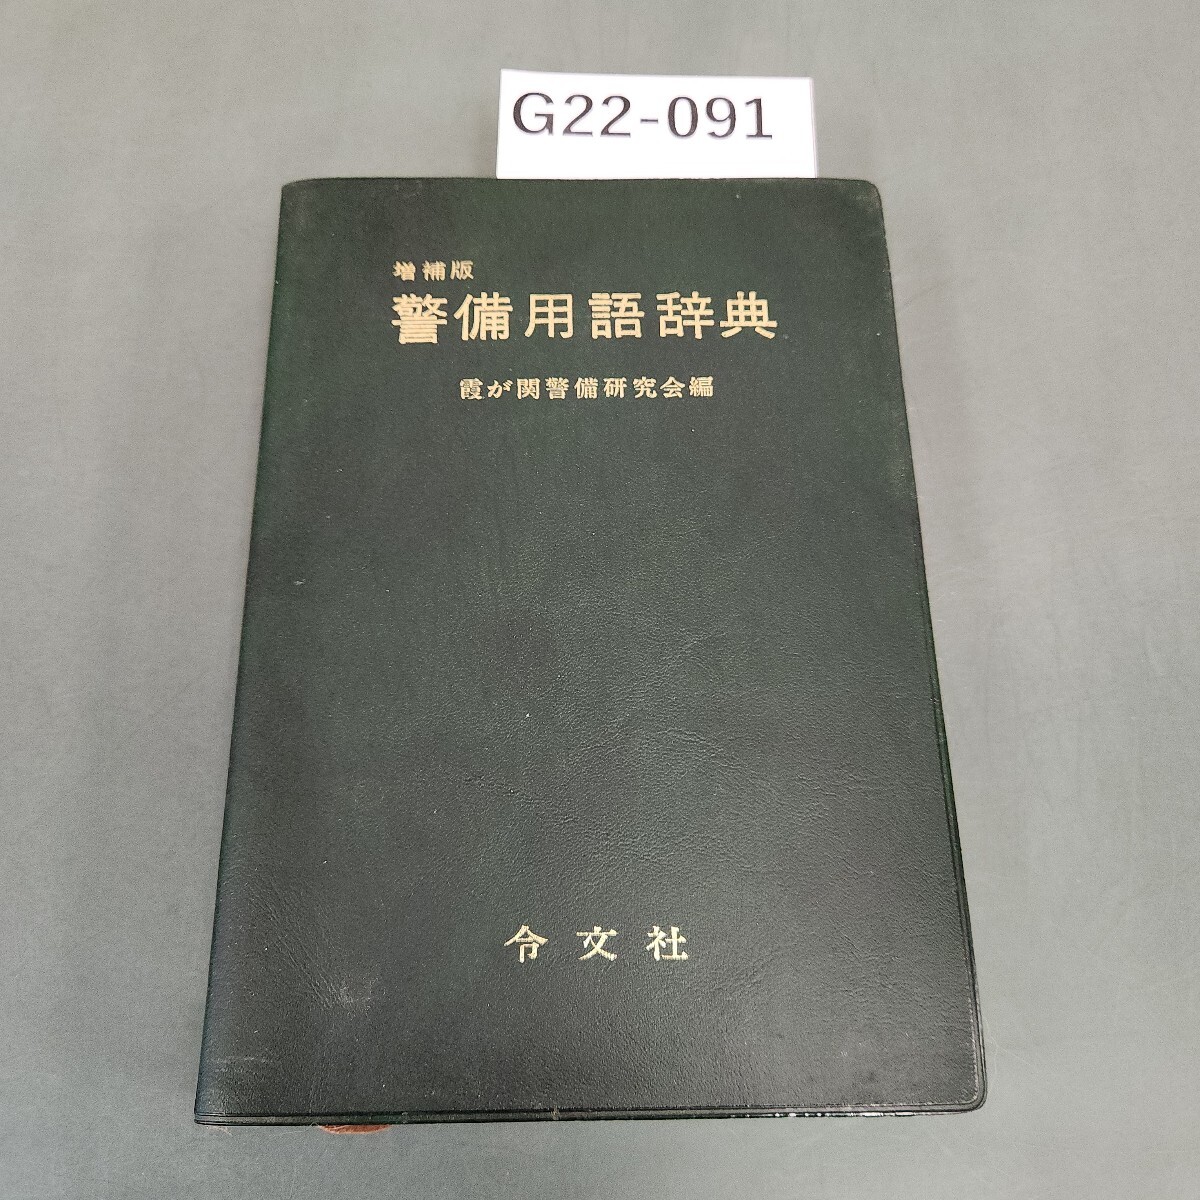 G22-091
増補版
警備用語辞典
霞が関警備研究会編
令文社